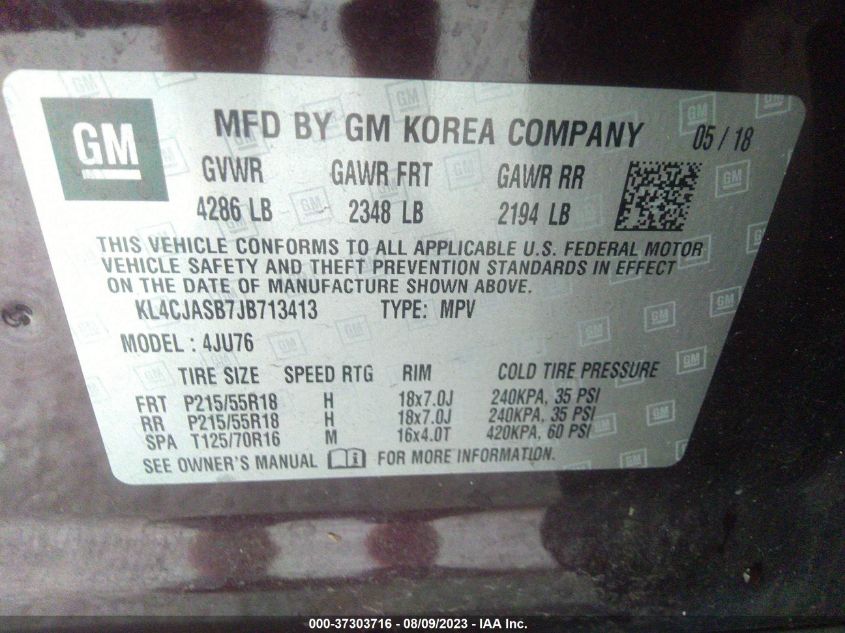 GM MFD BY GM KOREA COMPANY 05/18
GVWR GAWR FRT GAWR RR
4286 LB 2348 LB 2194 LB
THIS VEHICLE CONFORMS TO ALL APPLICABLE U.S. FEDERAL MOTOR
VEHICLE SAFETY AND THEFT PREVENTION STANDARDS IN EFFECT
ON THE DATE OF MANUFACTURE SHOWN ABOVE.
KL4CJASB7JB713413 TYPE: MPV
MODEL : 4JU76
TIRE SIZE SPEED RTG RIM COLD TIRE PRESSURE
FRT P215/55R18 H 18x7.0J 240KPA, 35 PSI
RR P215/55R18 H 18x7.0J 240KPA, 35 PSI
SPA T125/70R16 M 16x4.0T 420KPA, 60 PSI
SEE OWNER'S MANUAL FOR MORE INFORMATION.
000-37303716 - 08/09/2023 - IAA Inc.